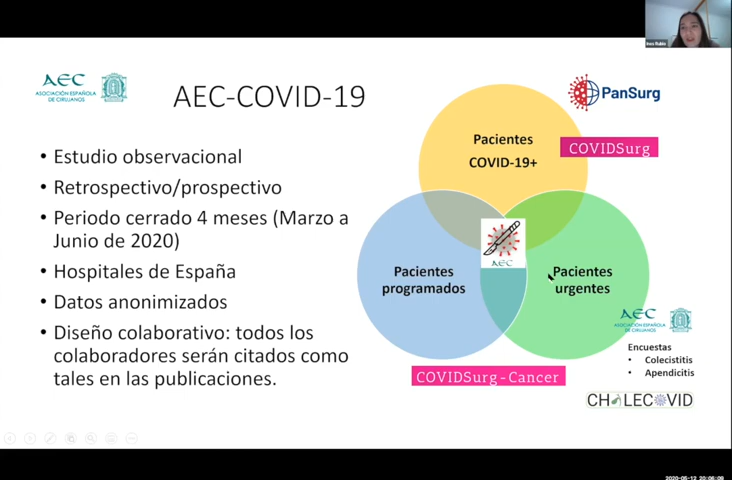 Ines Rubio
AEC
ASOCIACIÓN ESPAÑOLA
DE CIRUJANOS
AEC-COVID-19
PanSurg
COVIDSurg
• Estudio observacional
• Retrospectivo/prospectivo
• Periodo cerrado 4 meses (Marzo a
Junio de 2020)
• Hospitales de España
• Datos anonimizados
• Diseño colaborativo: todos los
colaboradores serán citados como
tales en las publicaciones.
Pacientes
COVID-19+
AEC
Pacientes
programados
Pacientes
urgentes
AEC
ASOCIACIÓN ESPAÑOLA
DE CIRUJANOS
Encuestas
• Colecistitis
• Apendicitis
COVIDSurg-Cancer
CHOLECOVID
2020-05-12 20:06:09